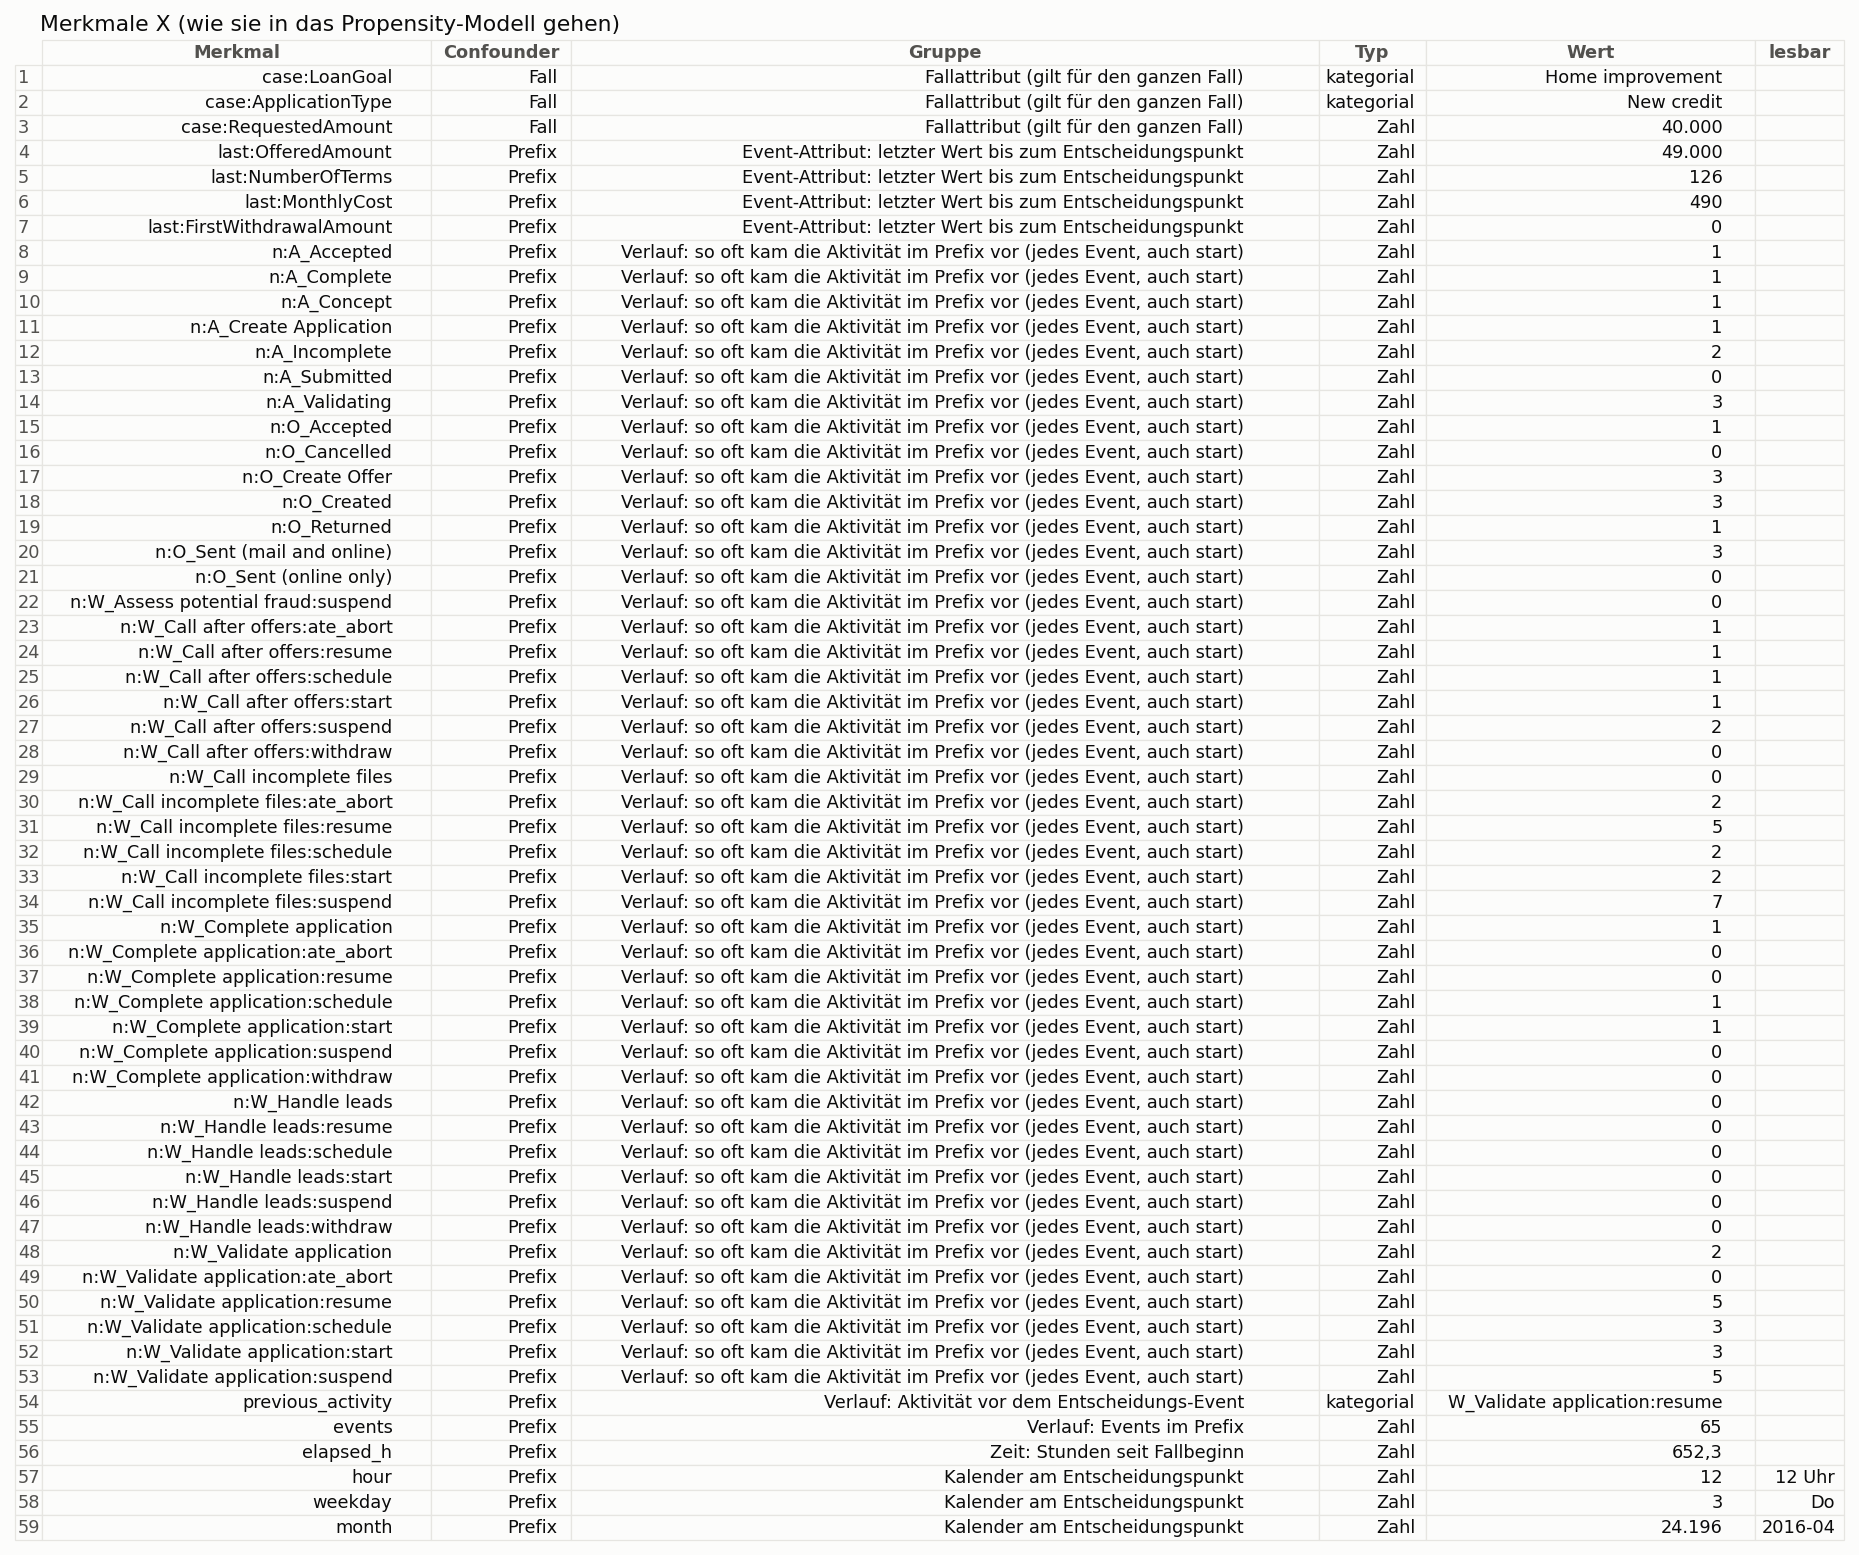 Merkmale X (wie sie in das Propensity-Modell gehen)
Merkmal Confounder Gruppe Typ Wert lesbar
1 case:LoanGoal Fall Fallattribut (gilt für den ganzen Fall) kategorial Home improvement
2 case:ApplicationType Fall Fallattribut (gilt für den ganzen Fall) kategorial New credit
3 case:RequestedAmount Fall Fallattribut (gilt für den ganzen Fall) Zahl 40.000
4 last:OfferedAmount Prefix Event-Attribut: letzter Wert bis zum Entscheidungspunkt Zahl 49.000
5 last:NumberOfTerms Prefix Event-Attribut: letzter Wert bis zum Entscheidungspunkt Zahl 126
6 last:MonthlyCost Prefix Event-Attribut: letzter Wert bis zum Entscheidungspunkt Zahl 490
7 last:FirstWithdrawalAmount Prefix Event-Attribut: letzter Wert bis zum Entscheidungspunkt Zahl 0
8 n:A_Accepted Prefix Verlauf: so oft kam die Aktivität im Prefix vor (jedes Event, auch start) Zahl 1
9 n:A_Complete Prefix Verlauf: so oft kam die Aktivität im Prefix vor (jedes Event, auch start) Zahl 1
10 n:A_Concept Prefix Verlauf: so oft kam die Aktivität im Prefix vor (jedes Event, auch start) Zahl 1
11 n:A_Create Application Prefix Verlauf: so oft kam die Aktivität im Prefix vor (jedes Event, auch start) Zahl 1
12 n:A_Incomplete Prefix Verlauf: so oft kam die Aktivität im Prefix vor (jedes Event, auch start) Zahl 2
13 n:A_Submitted Prefix Verlauf: so oft kam die Aktivität im Prefix vor (jedes Event, auch start) Zahl 0
14 n:A_Validating Prefix Verlauf: so oft kam die Aktivität im Prefix vor (jedes Event, auch start) Zahl 3
15 n:O_Accepted Prefix Verlauf: so oft kam die Aktivität im Prefix vor (jedes Event, auch start) Zahl 1
16 n:O_Cancelled Prefix Verlauf: so oft kam die Aktivität im Prefix vor (jedes Event, auch start) Zahl 0
17 n:O_Create Offer Prefix Verlauf: so oft kam die Aktivität im Prefix vor (jedes Event, auch start) Zahl 3
18 n:O_Created Prefix Verlauf: so oft kam die Aktivität im Prefix vor (jedes Event, auch start) Zahl 3
19 n:O_Returned Prefix Verlauf: so oft kam die Aktivität im Prefix vor (jedes Event, auch start) Zahl 1
20 n:O_Sent (mail and online) Prefix Verlauf: so oft kam die Aktivität im Prefix vor (jedes Event, auch start) Zahl 3
21 n:O_Sent (online only) Prefix Verlauf: so oft kam die Aktivität im Prefix vor (jedes Event, auch start) Zahl 0
22 n:W_Assess potential fraud:suspend Prefix Verlauf: so oft kam die Aktivität im Prefix vor (jedes Event, auch start) Zahl 0
23 n:W_Call after offers:ate_abort Prefix Verlauf: so oft kam die Aktivität im Prefix vor (jedes Event, auch start) Zahl 1
24 n:W_Call after offers:resume Prefix Verlauf: so oft kam die Aktivität im Prefix vor (jedes Event, auch start) Zahl 1
25 n:W_Call after offers:schedule Prefix Verlauf: so oft kam die Aktivität im Prefix vor (jedes Event, auch start) Zahl 1
26 n:W_Call after offers:start Prefix Verlauf: so oft kam die Aktivität im Prefix vor (jedes Event, auch start) Zahl 1
27 n:W_Call after offers:suspend Prefix Verlauf: so oft kam die Aktivität im Prefix vor (jedes Event, auch start) Zahl 2
28 n:W_Call after offers:withdraw Prefix Verlauf: so oft kam die Aktivität im Prefix vor (jedes Event, auch start) Zahl 0
29 n:W_Call incomplete files Prefix Verlauf: so oft kam die Aktivität im Prefix vor (jedes Event, auch start) Zahl 0
30 n:W_Call incomplete files:ate_abort Prefix Verlauf: so oft kam die Aktivität im Prefix vor (jedes Event, auch start) Zahl 2
31 n:W_Call incomplete files:resume Prefix Verlauf: so oft kam die Aktivität im Prefix vor (jedes Event, auch start) Zahl 5
32 n:W_Call incomplete files:schedule Prefix Verlauf: so oft kam die Aktivität im Prefix vor (jedes Event, auch start) Zahl 2
33 n:W_Call incomplete files:start Prefix Verlauf: so oft kam die Aktivität im Prefix vor (jedes Event, auch start) Zahl 2
34 n:W_Call incomplete files:suspend Prefix Verlauf: so oft kam die Aktivität im Prefix vor (jedes Event, auch start) Zahl 7
35 n:W_Complete application Prefix Verlauf: so oft kam die Aktivität im Prefix vor (jedes Event, auch start) Zahl 1
36 n:W_Complete application:ate_abort Prefix Verlauf: so oft kam die Aktivität im Prefix vor (jedes Event, auch start) Zahl 0
37 n:W_Complete application:resume Prefix Verlauf: so oft kam die Aktivität im Prefix vor (jedes Event, auch start) Zahl 0
38 n:W_Complete application:schedule Prefix Verlauf: so oft kam die Aktivität im Prefix vor (jedes Event, auch start) Zahl 1
39 n:W_Complete application:start Prefix Verlauf: so oft kam die Aktivität im Prefix vor (jedes Event, auch start) Zahl 1
40 n:W_Complete application:suspend Prefix Verlauf: so oft kam die Aktivität im Prefix vor (jedes Event, auch start) Zahl 0
41 n:W_Complete application:withdraw Prefix Verlauf: so oft kam die Aktivität im Prefix vor (jedes Event, auch start) Zahl 0
42 n:W_Handle leads Prefix Verlauf: so oft kam die Aktivität im Prefix vor (jedes Event, auch start) Zahl 0
43 n:W_Handle leads:resume Prefix Verlauf: so oft kam die Aktivität im Prefix vor (jedes Event, auch start) Zahl 0
44 n:W_Handle leads:schedule Prefix Verlauf: so oft kam die Aktivität im Prefix vor (jedes Event, auch start) Zahl 0
45 n:W_Handle leads:start Prefix Verlauf: so oft kam die Aktivität im Prefix vor (jedes Event, auch start) Zahl 0
46 n:W_Handle leads:suspend Prefix Verlauf: so oft kam die Aktivität im Prefix vor (jedes Event, auch start) Zahl 0
47 n:W_Handle leads:withdraw Prefix Verlauf: so oft kam die Aktivität im Prefix vor (jedes Event, auch start) Zahl 0
48 n:W_Validate application Prefix Verlauf: so oft kam die Aktivität im Prefix vor (jedes Event, auch start) Zahl 2
49 n:W_Validate application:ate_abort Prefix Verlauf: so oft kam die Aktivität im Prefix vor (jedes Event, auch start) Zahl 0
50 n:W_Validate application:resume Prefix Verlauf: so oft kam die Aktivität im Prefix vor (jedes Event, auch start) Zahl 5
51 n:W_Validate application:schedule Prefix Verlauf: so oft kam die Aktivität im Prefix vor (jedes Event, auch start) Zahl 3
52 n:W_Validate application:start Prefix Verlauf: so oft kam die Aktivität im Prefix vor (jedes Event, auch start) Zahl 3
53 n:W_Validate application:suspend Prefix Verlauf: so oft kam die Aktivität im Prefix vor (jedes Event, auch start) Zahl 5
54 previous_activity Prefix Verlauf: Aktivität vor dem Entscheidungs-Event kategorial W_Validate application:resume
55 events Prefix Verlauf: Events im Prefix Zahl 65
56 elapsed_h Prefix Zeit: Stunden seit Fallbeginn Zahl 652,3
57 hour Prefix Kalender am Entscheidungspunkt Zahl 12 12 Uhr
58 weekday Prefix Kalender am Entscheidungspunkt Zahl 3 Do
59 month Prefix Kalender am Entscheidungspunkt Zahl 24.196 2016-04